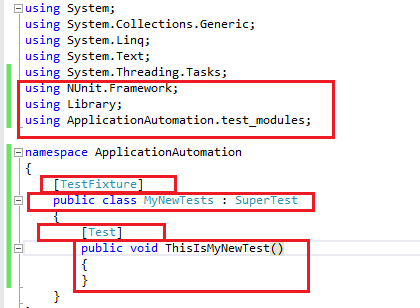 using System;
using System.Collections.Generic;
using System.Linq;
using System.Text;
using System.Threading.Tasks;
using NUnit.Framework;
using Library;
using ApplicationAutomation.test_modules;
namespace ApplicationAutomation
{
[TestFixture]
public class MyNewTests : SuperTest
{
[Test]
public void ThisIsMyNewTest()
{
}
}